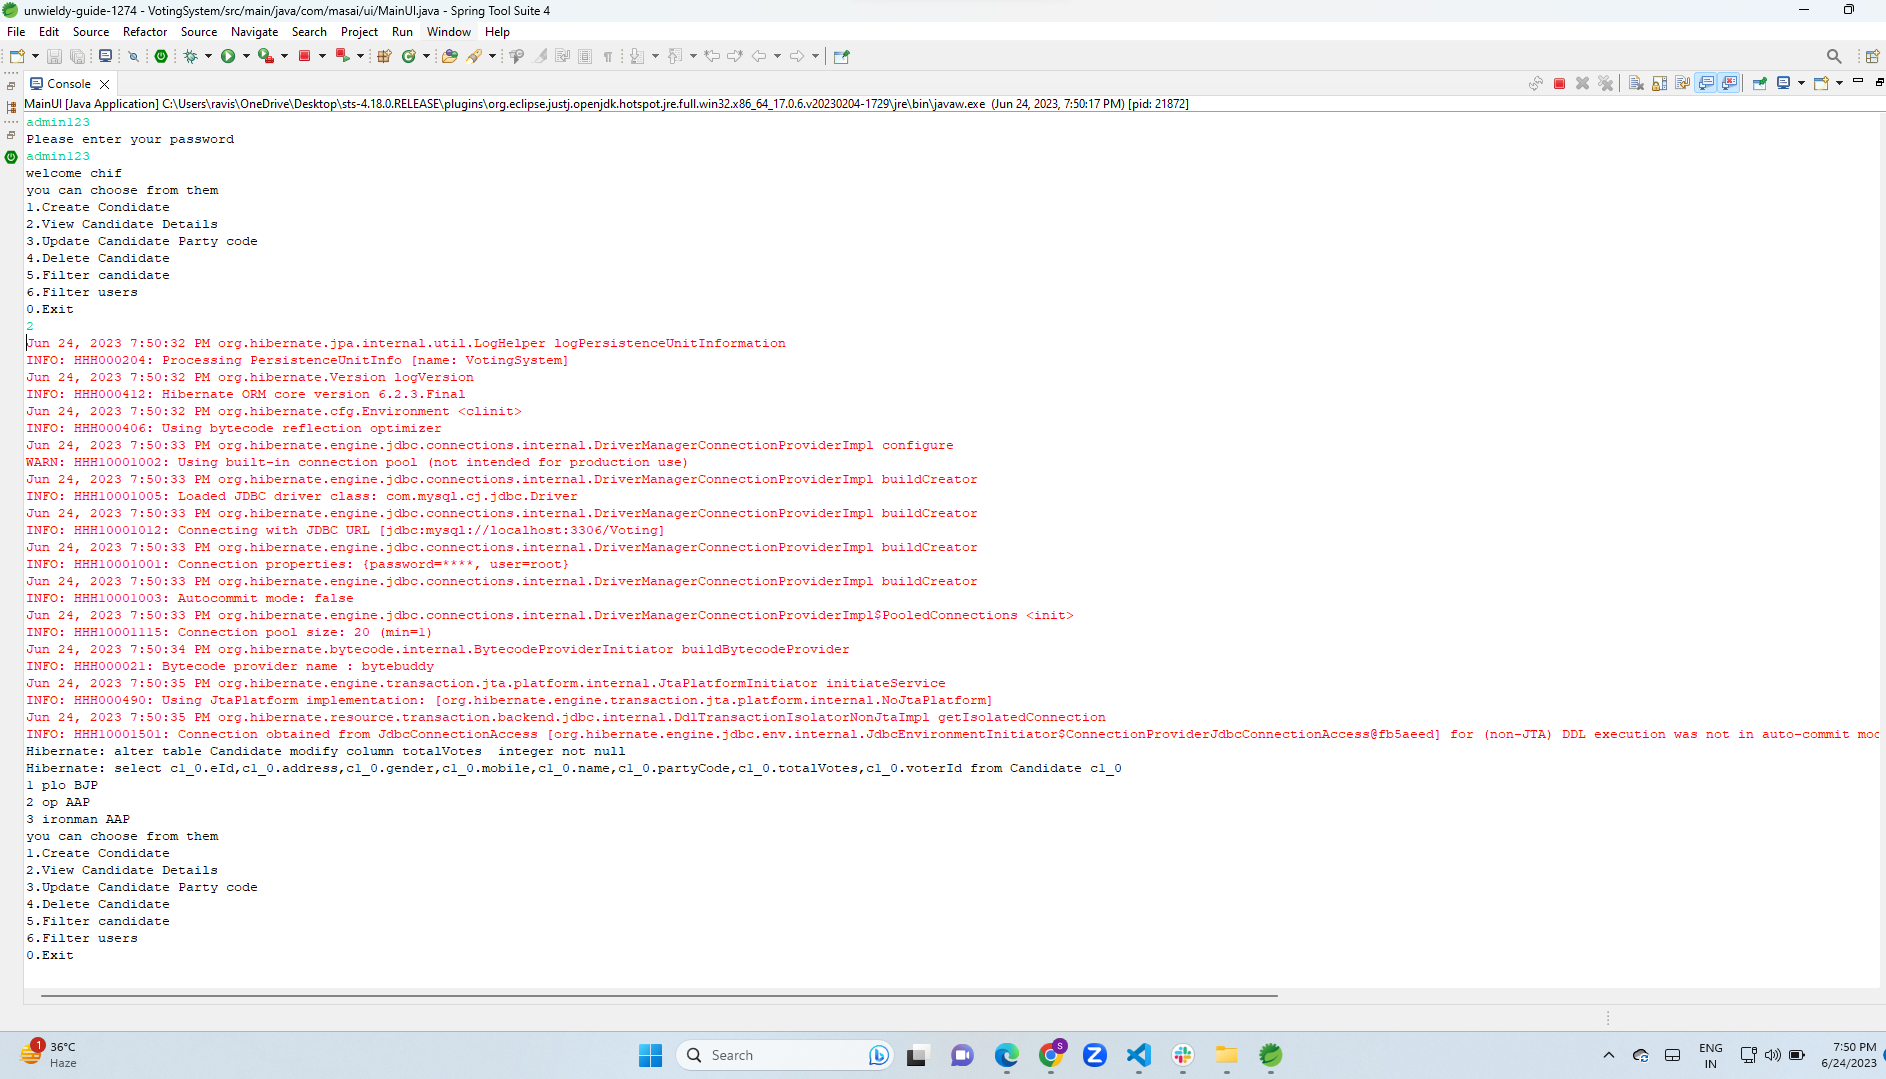 unwieldy-guide-1274 - VotingSystem/src/main/java/com/masai/ui/MainUI.java - Spring Tool Suite 4
File Edit Source Refactor Source Navigate Search Project Run Window Help
Console
MainUI [Java Application] C:\Users\ravis\OneDrive\Desktop\sts-4.18.0.RELEASE\plugins\org.eclipse.justj.openjdk.hotspot.jre.full.win32.x86_64_17.0.6.v20230204-1729\jre\bin\javaw.exe (Jun 24, 2023, 7:50:17 PM) [pid: 21872]
admin123
Please enter your password
admin123
welcome chif
you can choose from them
1.Create Condidate
2.View Candidate Details
3.Update Candidate Party code
4.Delete Candidate
5.Filter candidate
6.Filter users
0.Exit
2
Jun 24, 2023 7:50:32 PM org.hibernate.jpa.internal.util.LogHelper logPersistenceUnitInformation
INFO: HHH000204: Processing PersistenceUnitInfo [name: VotingSystem]
Jun 24, 2023 7:50:32 PM org.hibernate.Version logVersion
INFO: HHH000412: Hibernate ORM core version 6.2.3.Final
Jun 24, 2023 7:50:32 PM org.hibernate.cfg.Environment <clinit>
INFO: HHH000406: Using bytecode reflection optimizer
Jun 24, 2023 7:50:33 PM org.hibernate.engine.jdbc.connections.internal.DriverManagerConnectionProviderImpl configure
WARN: HHH10001002: Using built-in connection pool (not intended for production use)
Jun 24, 2023 7:50:33 PM org.hibernate.engine.jdbc.connections.internal.DriverManagerConnectionProviderImpl buildCreator
INFO: HHH10001005: Loaded JDBC driver class: com.mysql.cj.jdbc.Driver
Jun 24, 2023 7:50:33 PM org.hibernate.engine.jdbc.connections.internal.DriverManagerConnectionProviderImpl buildCreator
INFO: HHH10001012: Connecting with JDBC URL [jdbc:mysql://localhost:3306/Voting]
Jun 24, 2023 7:50:33 PM org.hibernate.engine.jdbc.connections.internal.DriverManagerConnectionProviderImpl buildCreator
INFO: HHH10001001: Connection properties: {password=****, user=root}
Jun 24, 2023 7:50:33 PM org.hibernate.engine.jdbc.connections.internal.DriverManagerConnectionProviderImpl buildCreator
INFO: HHH10001003: Autocommit mode: false
Jun 24, 2023 7:50:33 PM org.hibernate.engine.jdbc.connections.internal.DriverManagerConnectionProviderImpl$PooledConnections <init>
INFO: HHH10001115: Connection pool size: 20 (min=1)
Jun 24, 2023 7:50:34 PM org.hibernate.bytecode.internal.BytecodeProviderInitiator buildBytecodeProvider
INFO: HHH000021: Bytecode provider name : bytebuddy
Jun 24, 2023 7:50:35 PM org.hibernate.engine.transaction.jta.platform.internal.JtaPlatformInitiator initiateService
INFO: HHH000490: Using JtaPlatform implementation: [org.hibernate.engine.transaction.jta.platform.internal.NoJtaPlatform]
Jun 24, 2023 7:50:35 PM org.hibernate.resource.transaction.backend.jdbc.internal.DdlTransactionIsolatorNonJtaImpl getIsolatedConnection
INFO: HHH10001501: Connection obtained from JdbcConnectionAccess [org.hibernate.engine.jdbc.env.internal.JdbcEnvironmentInitiator$ConnectionProviderJdbcConnectionAccess@fb5aeed] for (non-JTA) DDL execution was not in auto-commit moc
Hibernate: alter table Candidate modify column totalVotes  integer not null
Hibernate: select c1_0.eId,c1_0.address,c1_0.gender,c1_0.mobile,c1_0.name,c1_0.partyCode,c1_0.totalVotes,c1_0.voterId from Candidate c1_0
1 plo BJP
2 op AAP
3 ironman AAP
you can choose from them
1.Create Condidate
2.View Candidate Details
3.Update Candidate Party code
4.Delete Candidate
5.Filter candidate
6.Filter users
0.Exit
1
36°C
Haze
Search
S
ENG
IN
7:50 PM
6/24/2023